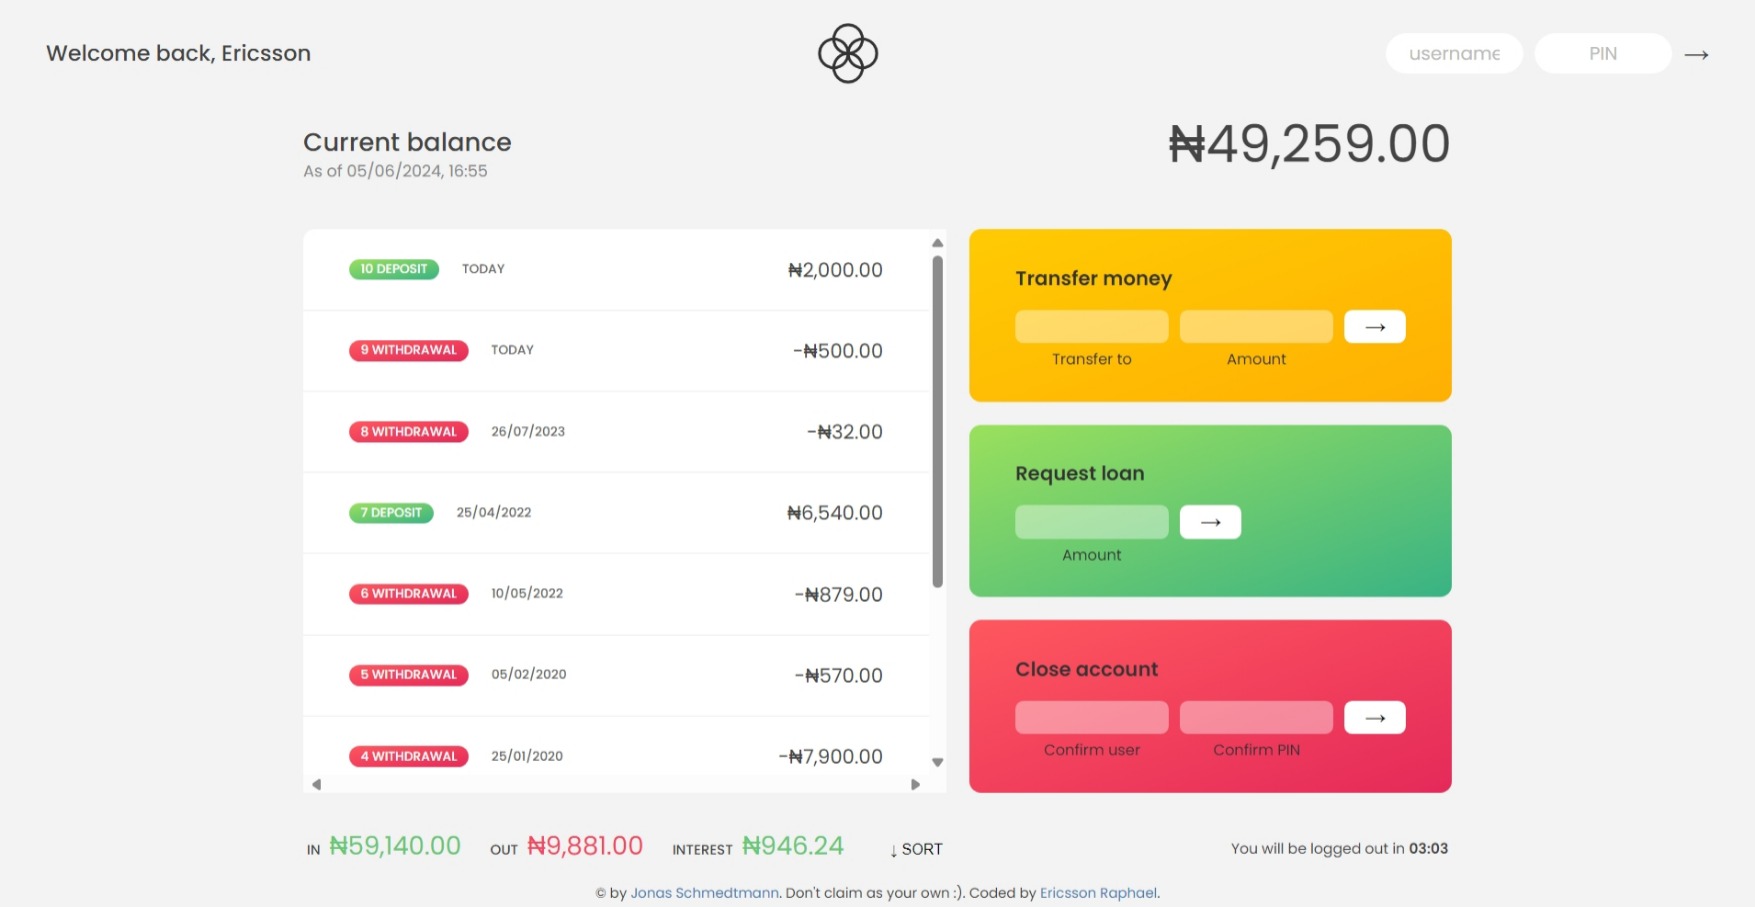 Welcome back, Ericsson
username
PIN
→
Current balance
As of 05/06/2024, 16:55
₦49,259.00
10 DEPOSIT TODAY ₦2,000.00
9 WITHDRAWAL TODAY -₦500.00
8 WITHDRAWAL 26/07/2023 -₦32.00
7 DEPOSIT 25/04/2022 ₦6,540.00
6 WITHDRAWAL 10/05/2022 -₦879.00
5 WITHDRAWAL 05/02/2020 -₦570.00
4 WITHDRAWAL 25/01/2020 -₦7,900.00
Transfer money
→
Transfer to Amount
Request loan
→
Amount
Close account
→
Confirm user Confirm PIN
IN ₦59,140.00 OUT ₦9,881.00 INTEREST ₦946.24 ↓ SORT
You will be logged out in 03:03
© by Jonas Schmedtmann. Don't claim as your own :). Coded by Ericsson Raphael.